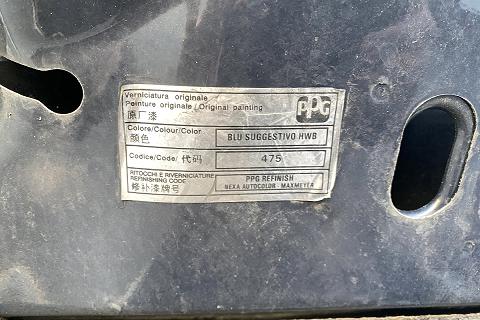 Verniciatura originale
Peinture originale/Original painting
原厂漆
PPG
Colore/Colour/Color
颜色
BLU SUGGESTIVO HWB
Codice/Code/代码
475
RITOCCHI E RIVERNICIATURE
REFINISHING CODE
修补漆牌号
PPG REFINISH
NEXA AUTOCOLOR - MAXMEYER